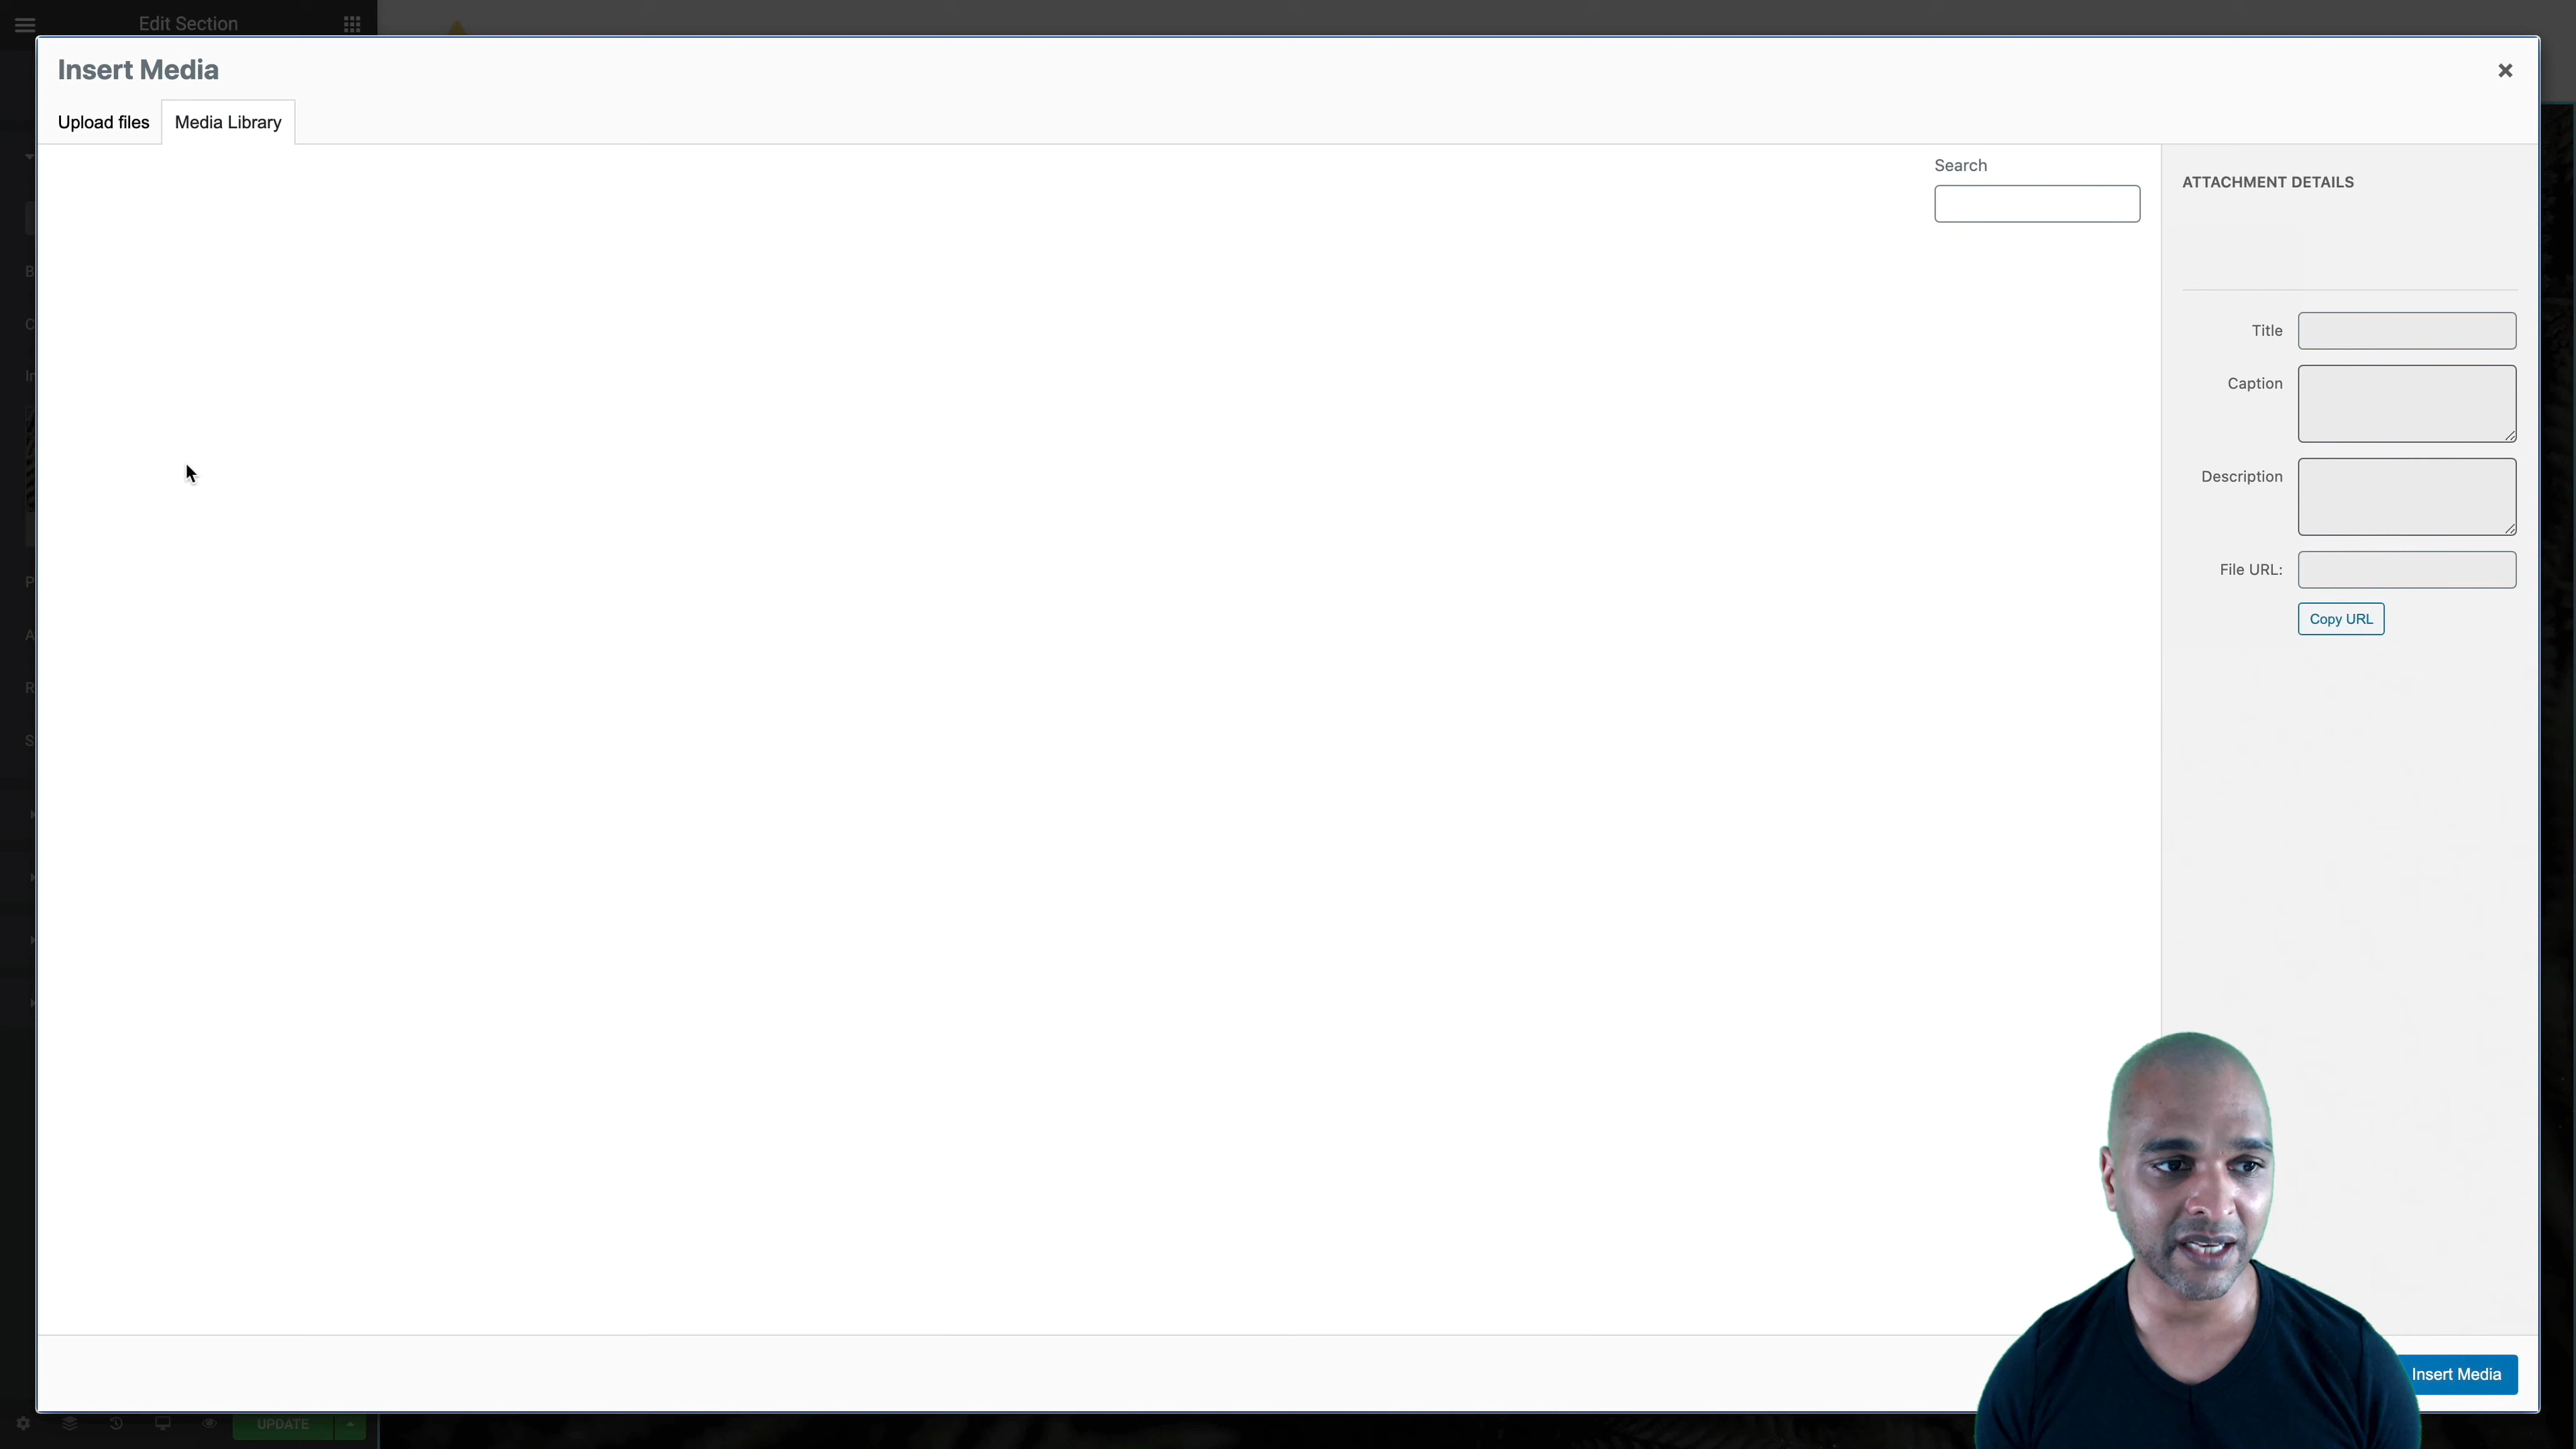 Edit Section
Insert Media
Upload files
Media Library
Search
ATTACHMENT DETAILS
Title
Caption
Description
File URL:
Copy URL
Insert Media
UPDATE